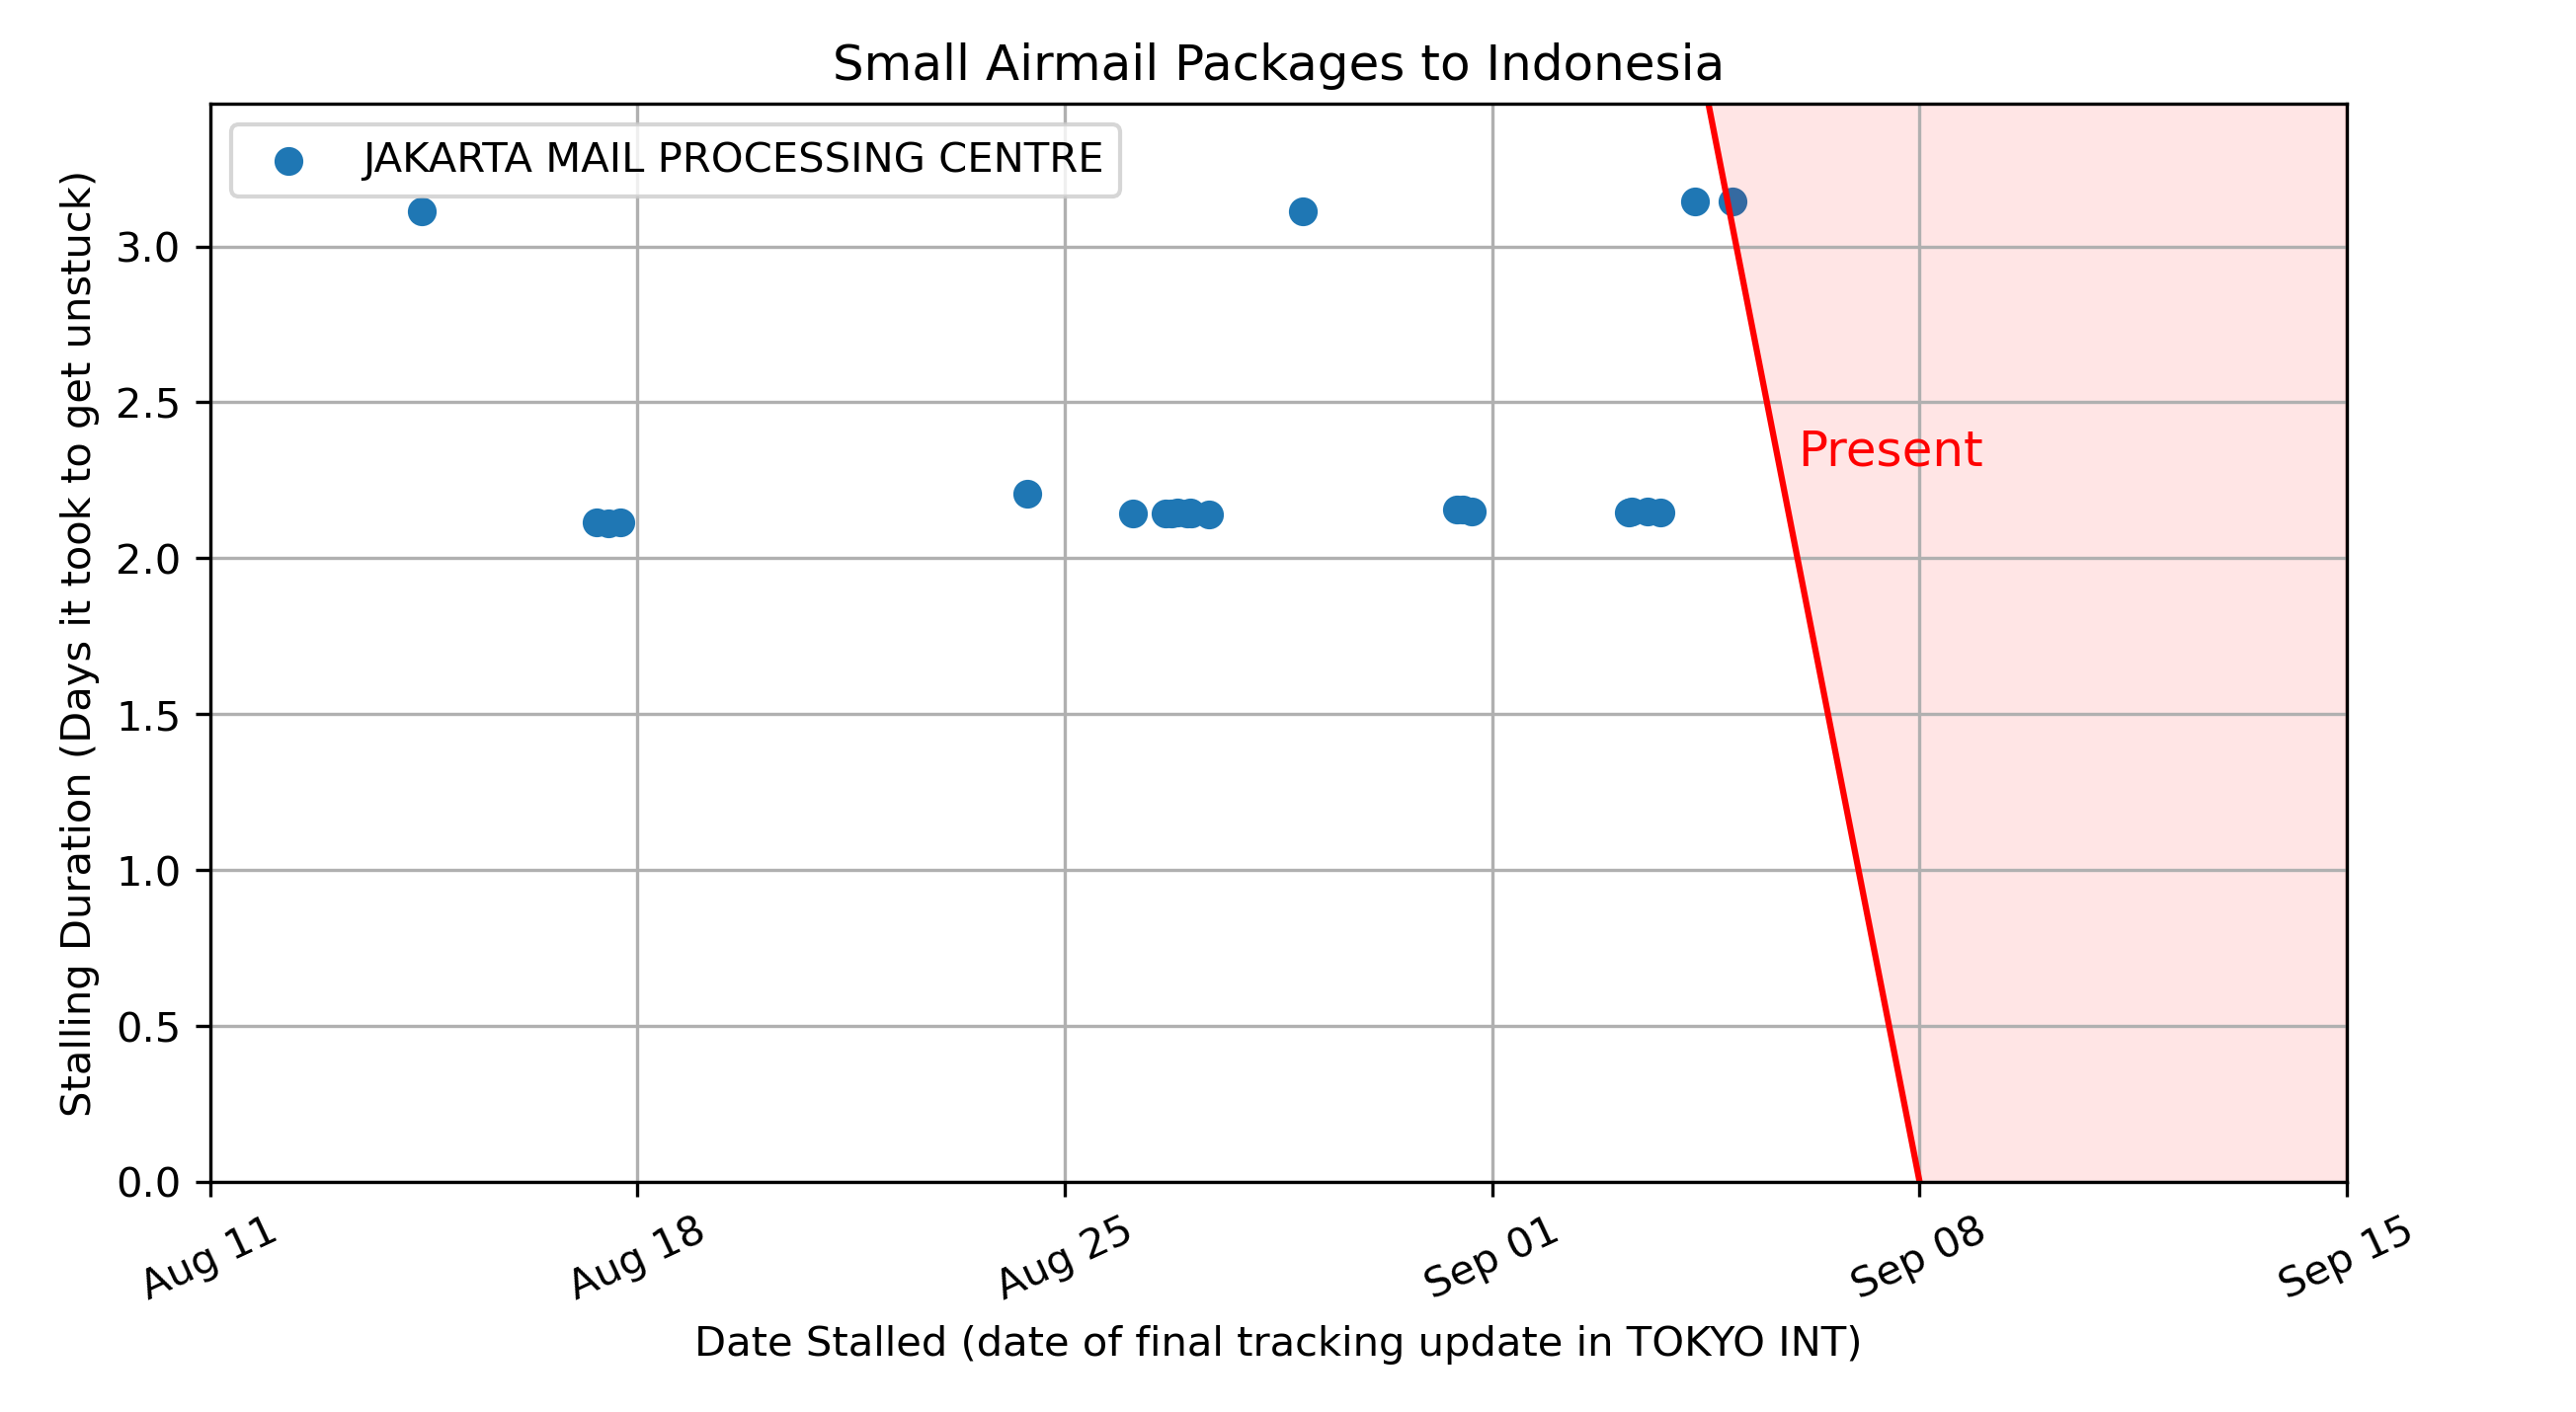 Small Airmail Packages to Indonesia
JAKARTA MAIL PROCESSING CENTRE
Stalling Duration (Days it took to get unstuck)
3.0
2.5
2.0
1.5
1.0
0.5
0.0
Present
Aug 11
Aug 18
Aug 25
Sep 01
Sep 08
Sep 15
Date Stalled (date of final tracking update in TOKYO INT)